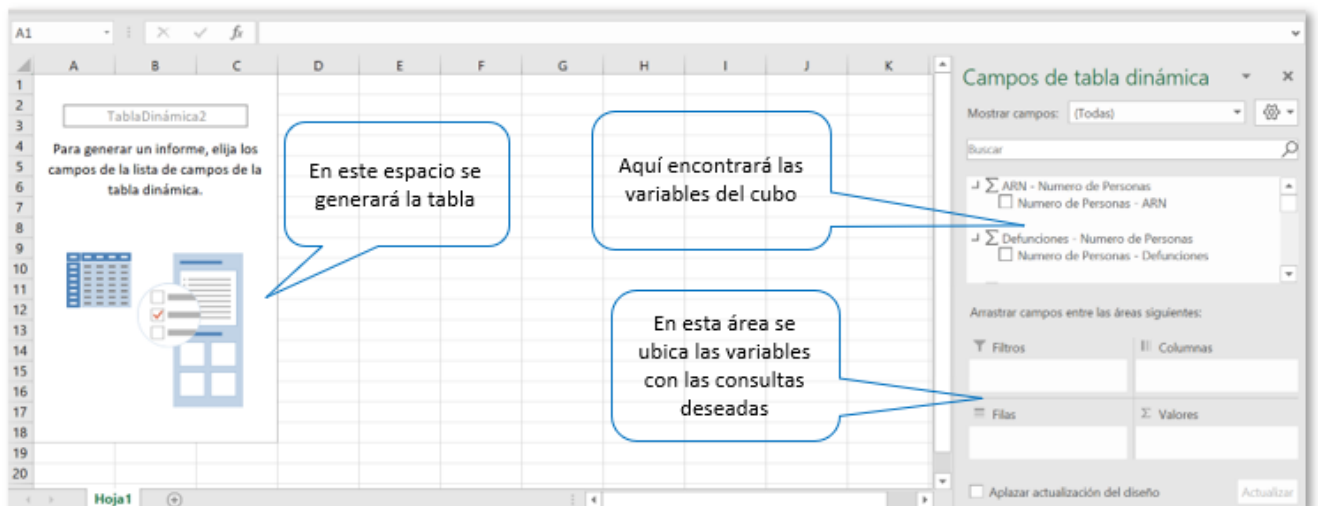 A1
fx
A B C D E F G H I J K
1
2
3
4
5
6
7
8
9
10
11
12
13
14
15
16
17
18
19
20
TablaDinámica2
Para generar un informe, elija los
campos de la lista de campos de la
tabla dinámica.
En este espacio se
generará la tabla
Aquí encontrará las
variables del cubo
En esta área se
ubica las variables
con las consultas
deseadas
Hoja1
Campos de tabla dinámica
Mostrar campos: (Todas)
Buscar
Σ ARN - Numero de Personas
Numero de Personas - ARN
Σ Defunciones - Numero de Personas
Numero de Personas - Defunciones
Arrastrar campos entre las áreas siguientes:
Filtros
Columnas
Filas
Σ Valores
Aplazar actualización del diseño
Actualizar